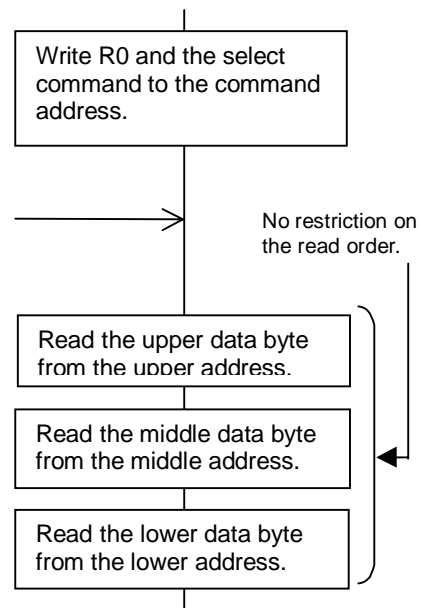 Write R0 and the select
command to the command
address.
No restriction on
the read order.
Read the upper data byte
from the upper address.
Read the middle data byte
from the middle address.
Read the lower data byte
from the lower address.